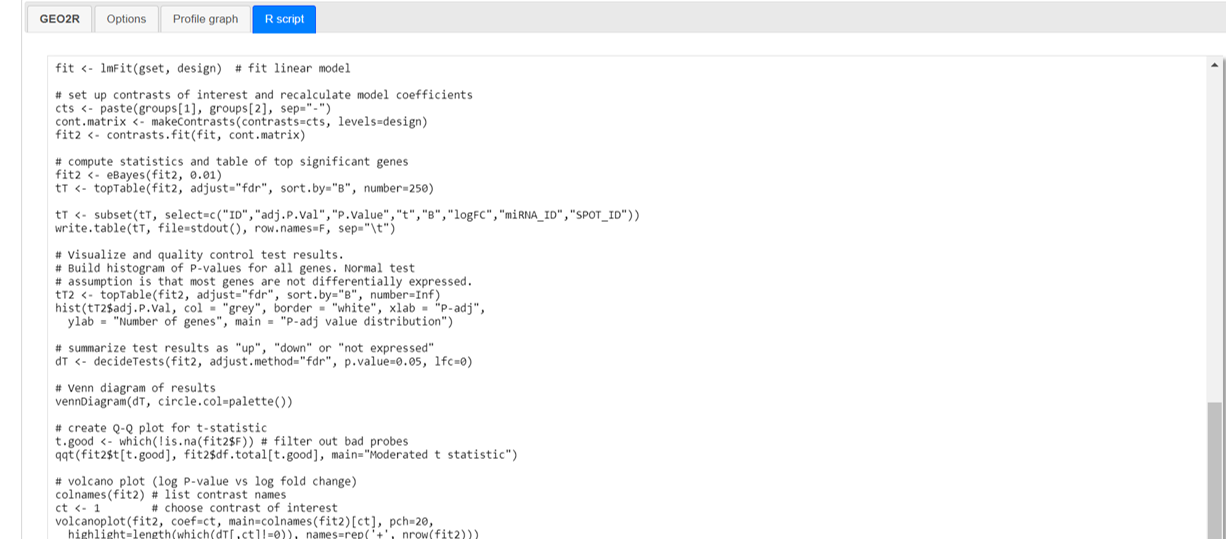 GEO2R Options Profile graph R script
fit <- lmFit(gset, design)  # fit linear model
# set up contrasts of interest and recalculate model coefficients
cts <- paste(groups[1], groups[2], sep="-")
cont.matrix <- makeContrasts(contrasts=cts, levels=design)
fit2 <- contrasts.fit(fit, cont.matrix)
# compute statistics and table of top significant genes
fit2 <- eBayes(fit2, 0.01)
tT <- topTable(fit2, adjust="fdr", sort.by="B", number=250)
tT <- subset(tT, select=c("ID","adj.P.Val","P.Value","t","B","logFC","miRNA_ID","SPOT_ID"))
write.table(tT, file=stdout(), row.names=F, sep="\t")
# Visualize and quality control test results.
# Build histogram of P-values for all genes. Normal test
# assumption is that most genes are not differentially expressed.
tT2 <- topTable(fit2, adjust="fdr", sort.by="B", number=Inf)
hist(tT2$adj.P.Val, col = "grey", border = "white", xlab = "P-adj",
  ylab = "Number of genes", main = "P-adj value distribution")
# summarize test results as "up", "down" or "not expressed"
dT <- decideTests(fit2, adjust.method="fdr", p.value=0.05, lfc=0)
# Venn diagram of results
vennDiagram(dT, circle.col=palette())
# create Q-Q plot for t-statistic
t.good <- which(!is.na(fit2$F)) # filter out bad probes
qqt(fit2$t[t.good], fit2$df.total[t.good], main="Moderated t statistic")
# volcano plot (log P-value vs log fold change)
colnames(fit2) # list contrast names
ct <- 1        # choose contrast of interest
volcanoplot(fit2, coef=ct, main=colnames(fit2)[ct], pch=20,
  highlight=length(which(dT[,ct]!=0)), names=rep('+', nrow(fit2)))